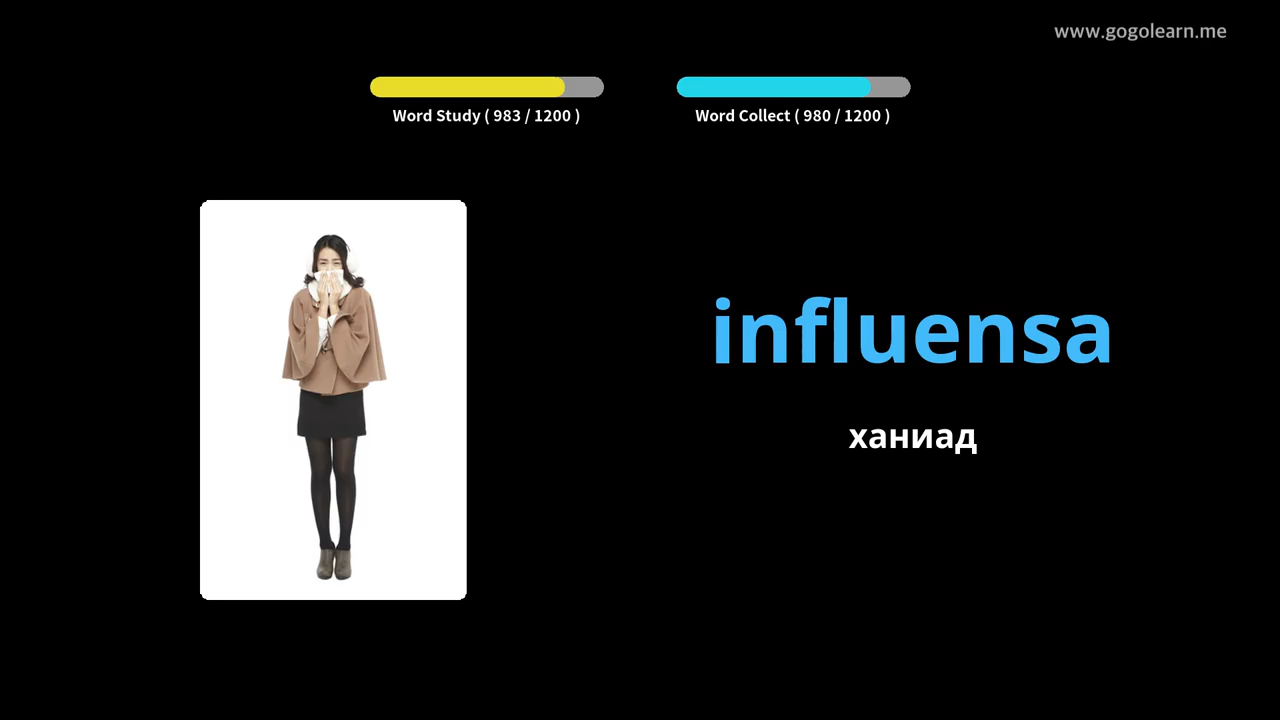 www.gogolearn.me
Word Study ( 983 / 1200 )
Word Collect ( 980 / 1200 )
influensa
ханиад